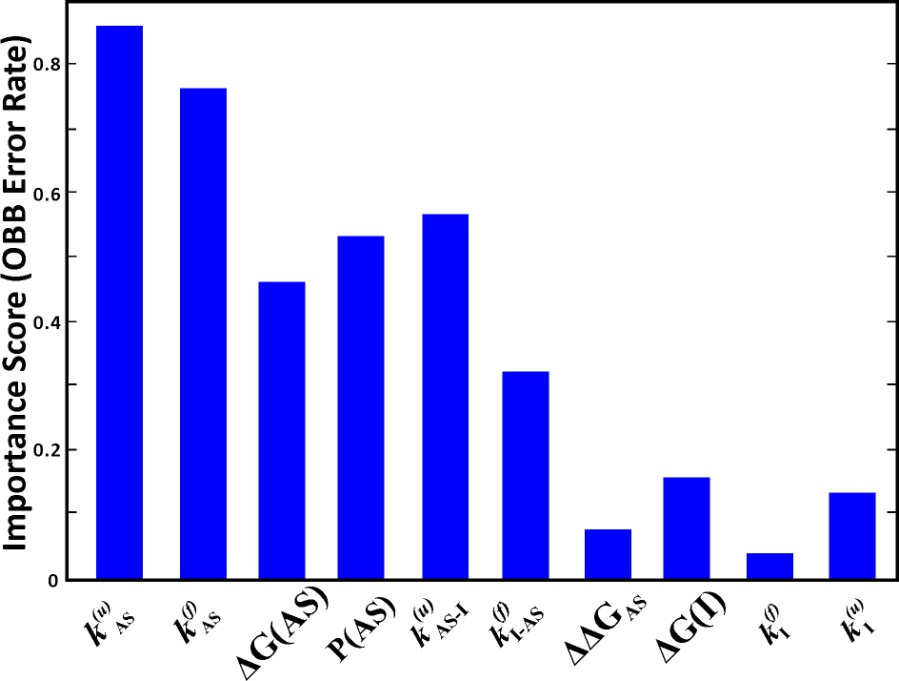 Importance Score (OBB Error Rate)
0.8
0.6
0.4
0.2
0
k(u)AS
k(f)AS
ΔG(AS)
P(AS)
k(u)AS-I
k(f)I-AS
ΔΔGAS
ΔG(I)
k(f)I
k(u)I